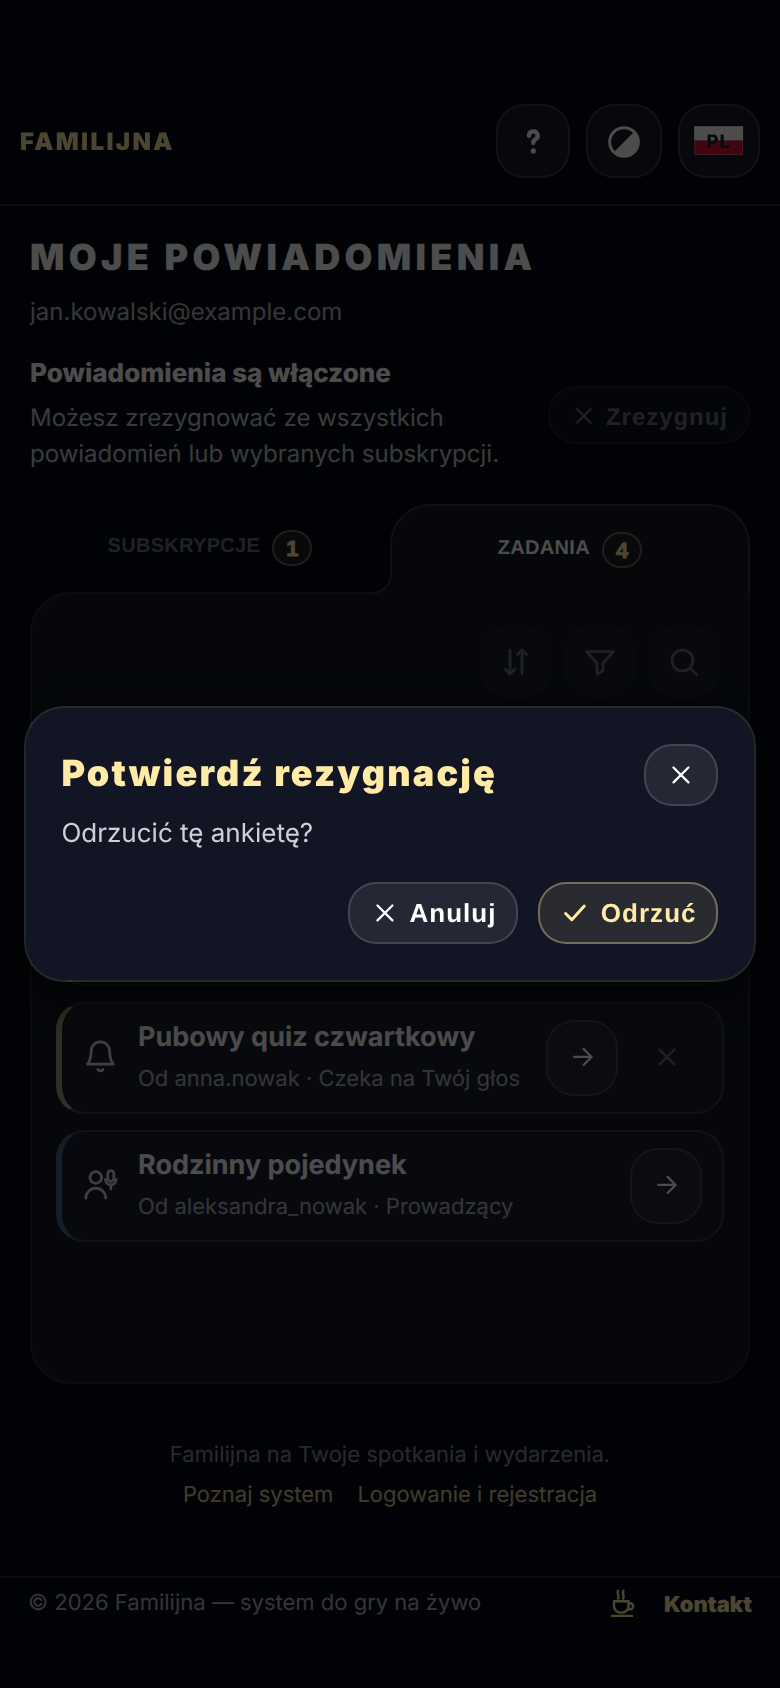 FAMILIJNA
?
PL
MOJE POWIADOMIENIA
jan.kowalski@example.com
Powiadomienia są włączone
Możesz zrezygnować ze wszystkich
powiadomień lub wybranych subskrypcji.
Zrezygnuj
SUBSKRYPCJE 1
ZADANIA 4
Potwierdź rezygnację
Odrzucić tę ankietę?
Anuluj
Odrzuć
Pubowy quiz czwartkowy
Od anna.nowak · Czeka na Twój głos
Rodzinny pojedynek
Od aleksandra_nowak · Prowadzący
Familijna na Twoje spotkania i wydarzenia.
Poznaj system Logowanie i rejestracja
© 2026 Familijna — system do gry na żywo
Kontakt